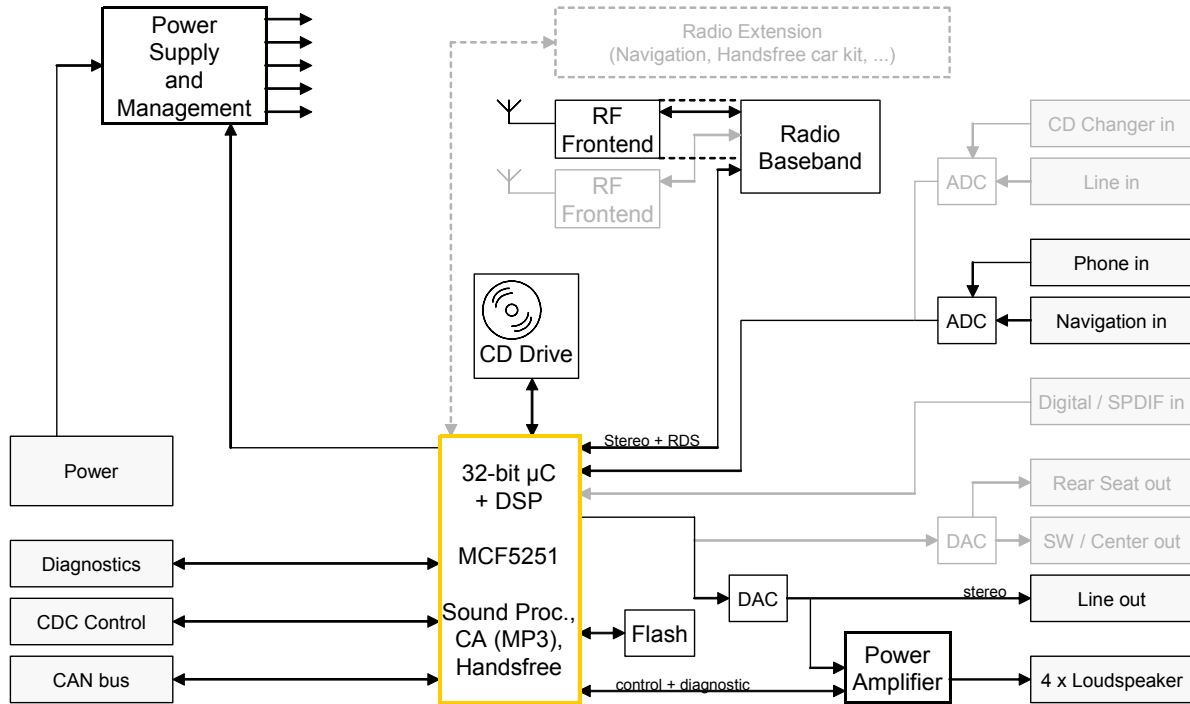 Power
Supply
and
Management
Radio Extension
(Navigation, Handsfree car kit, ...)
RF
Frontend
Radio
Baseband
RF
Frontend
CD Changer in
ADC
Line in
Phone in
ADC
Navigation in
CD Drive
Digital / SPDIF in
Power
Stereo + RDS
32-bit µC
+ DSP
MCF5251
Sound Proc.,
CA (MP3),
Handsfree
Rear Seat out
DAC
SW / Center out
Diagnostics
CDC Control
CAN bus
DAC
stereo
Line out
Flash
Power
Amplifier
control + diagnostic
4 x Loudspeaker